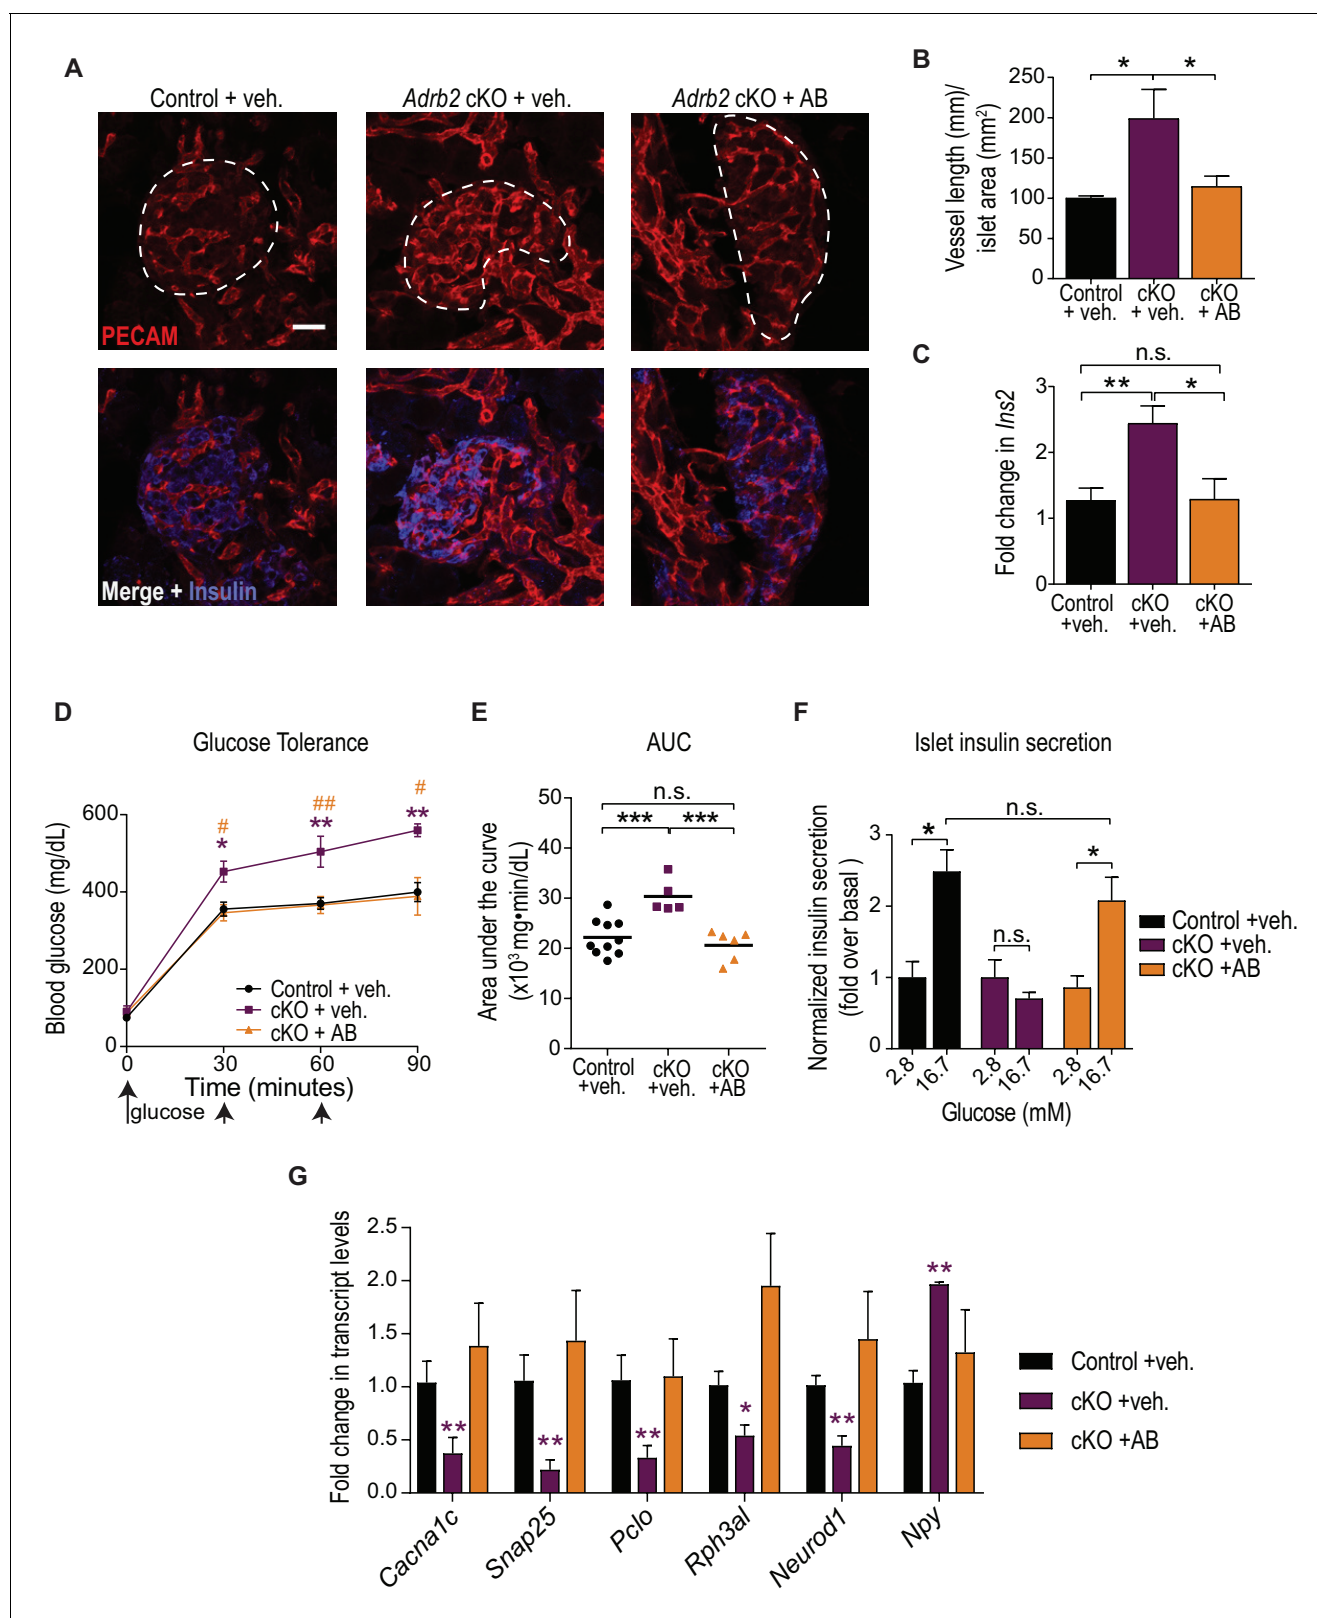 A
Control + veh.
Adrb2 cKO + veh.
Adrb2 cKO + AB
PECAM
Merge + Insulin
B
Vessel length (mm)/
islet area (mm²)
250
200
150
100
50
0
* *
Control
+ veh.
cKO
+ veh.
cKO
+ AB
C
Fold change in Ins2
3
2
1
0
n.s.
** *
Control
+veh.
cKO
+veh.
cKO
+AB
D
Glucose Tolerance
Blood glucose (mg/dL)
600
400
200
0
# ## #
* ** **
Control + veh.
cKO + veh.
cKO + AB
0 30 60 90
Time (minutes)
glucose
E
AUC
Area under the curve
(x10³ mg•min/dL)
50
40
30
20
10
0
n.s.
*** ***
Control
+veh.
cKO
+veh.
cKO
+AB
F
Islet insulin secretion
Normalized insulin secretion
(fold over basal )
3
2
1
0
n.s.
* n.s. *
2.8 16.7 2.8 16.7 2.8 16.7
Glucose (mM)
Control +veh.
cKO +veh.
cKO +AB
G
Fold change in transcript levels
2.5
2.0
1.5
1.0
0.5
0.0
** ** ** * ** **
Cacna1c Snap25 Pclo Rph3al Neurod1 Npy
Control +veh.
cKO +veh.
cKO +AB